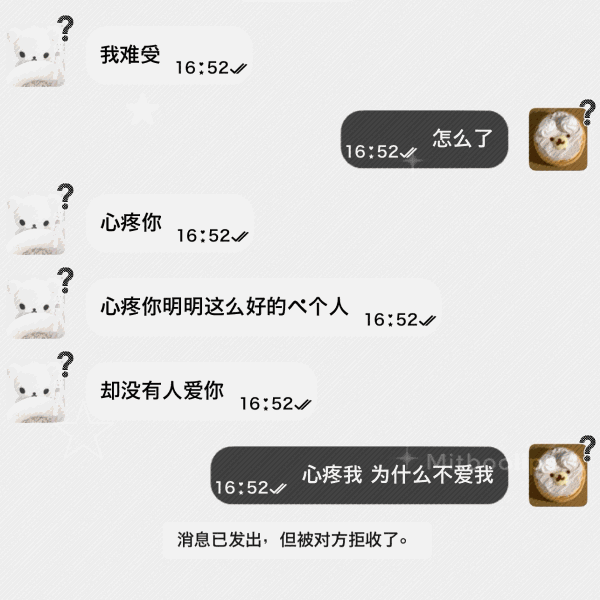 我难受 16:52
怎么了 16:52
心疼你 16:52
心疼你明明这么好的ペ个人 16:52
却没有人爱你 16:52
心疼我 为什么不爱我 16:52
消息已发出，但被对方拒收了。